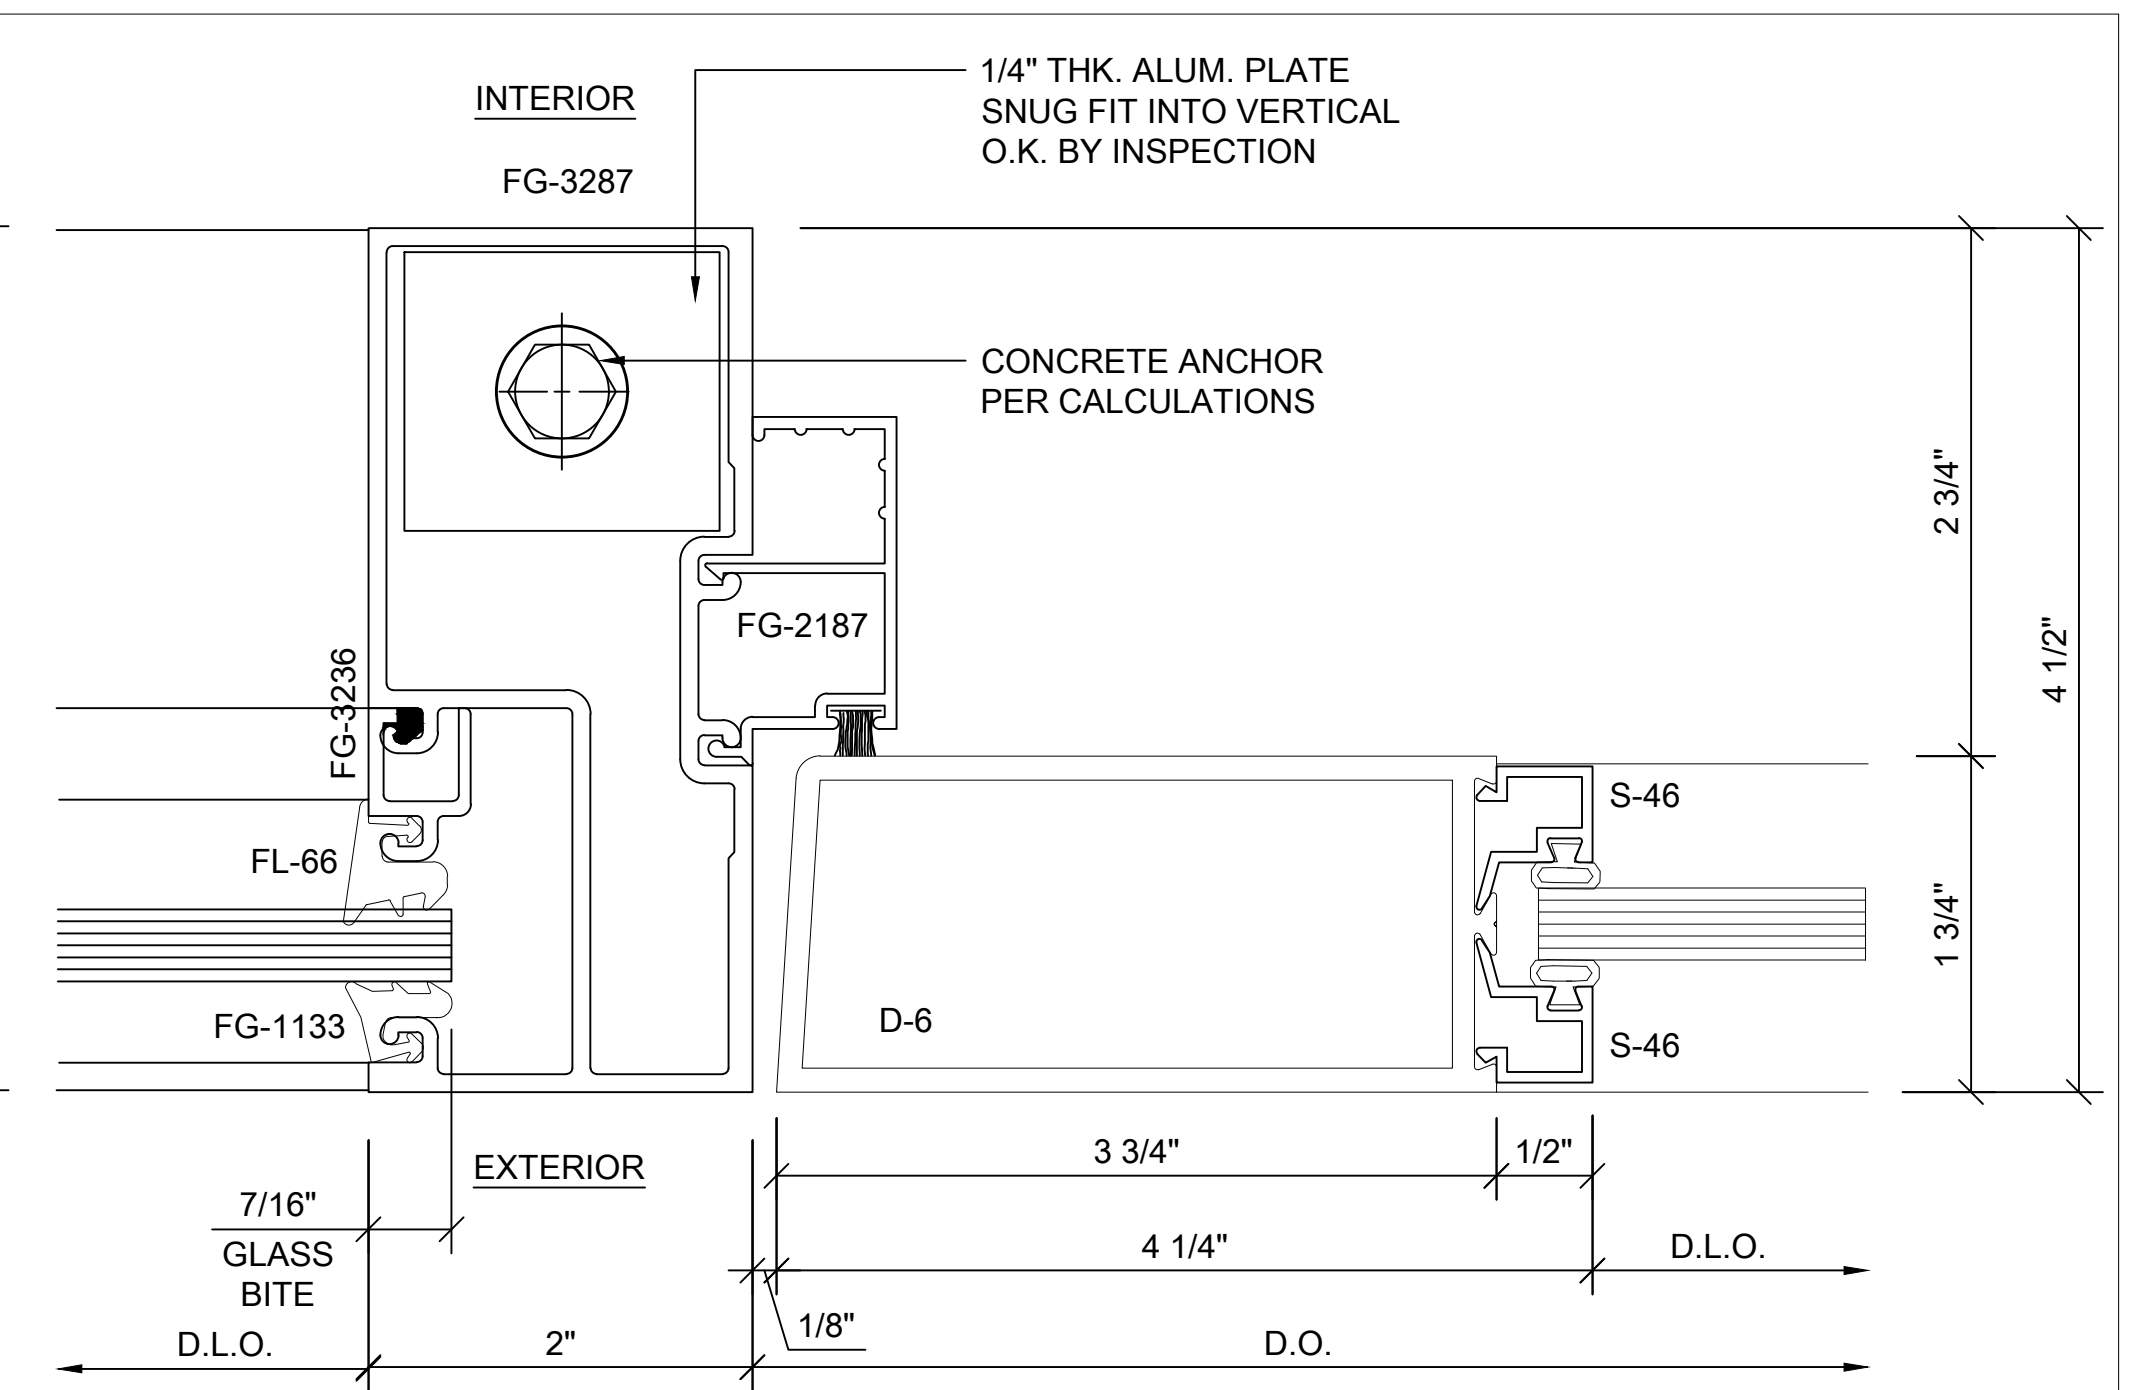 INTERIOR
1/4" THK. ALUM. PLATE
SNUG FIT INTO VERTICAL
O.K. BY INSPECTION
FG-3287
CONCRETE ANCHOR
PER CALCULATIONS
2 3/4"
4 1/2"
FG-2187
FG-3236
S-46
FL-66
1 3/4"
FG-1133
D-6
S-46
EXTERIOR
3 3/4"
1/2"
7/16"
GLASS
BITE
4 1/4"
D.L.O.
1/8"
D.L.O.
2"
D.O.